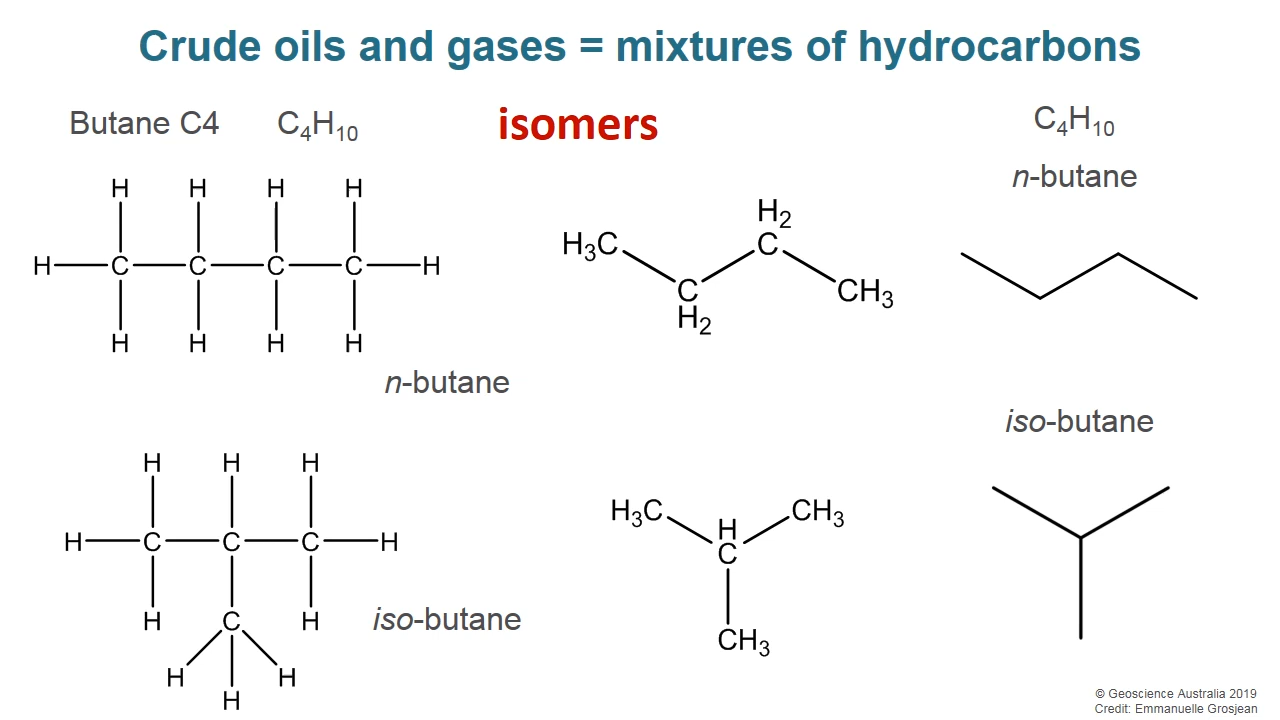 Crude oils and gases = mixtures of hydrocarbons
Butane C4 C₄H₁₀ isomers C₄H₁₀
n-butane
H H H H
H C C C C H
H H H H
n-butane
H₂
H₃C C
C CH₃
H₂
iso-butane
H H H
H C C C H
H C H
H H
H
iso-butane
H₃C CH₃
H
C
CH₃
© Geoscience Australia 2019
Credit: Emmanuelle Grosjean